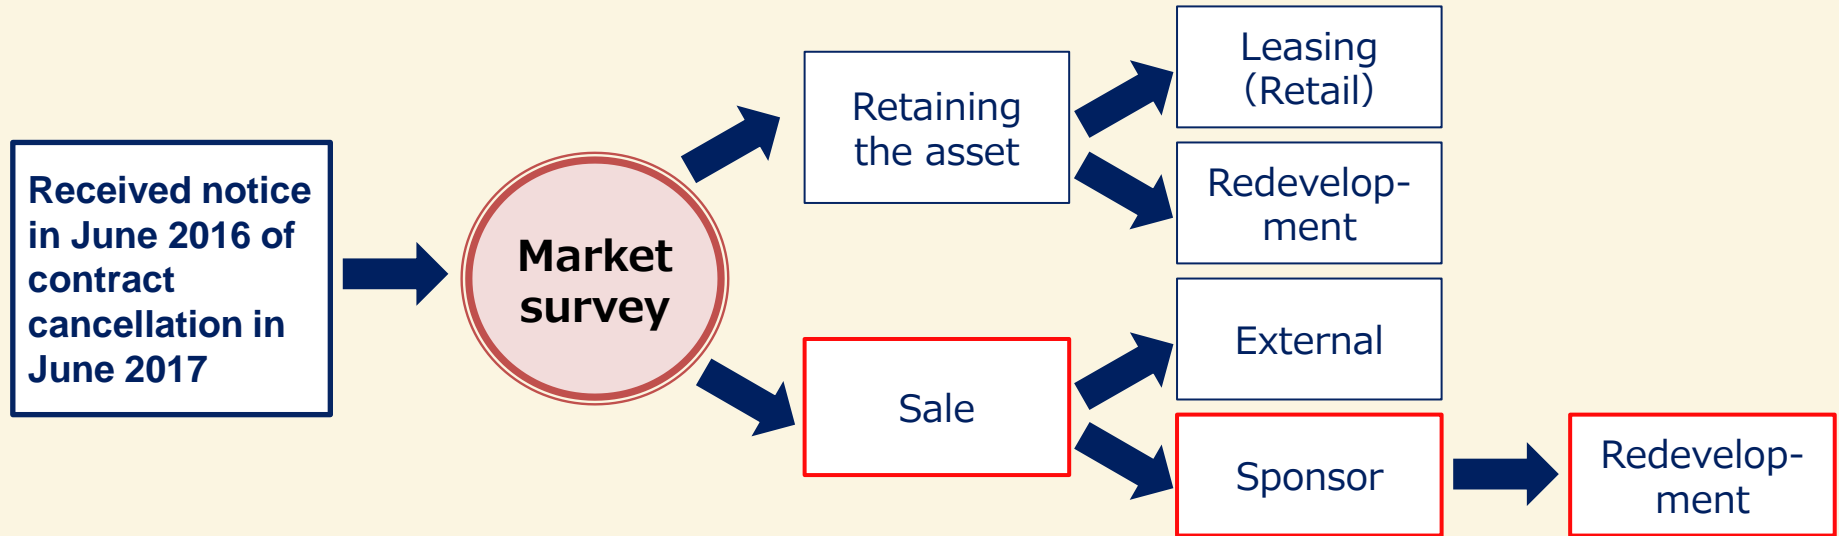 Received notice
in June 2016 of
contract
cancellation in
June 2017
Market
survey
Retaining
the asset
Leasing
（Retail）
Redevelop-
ment
Sale
External
Sponsor
Redevelop-
ment